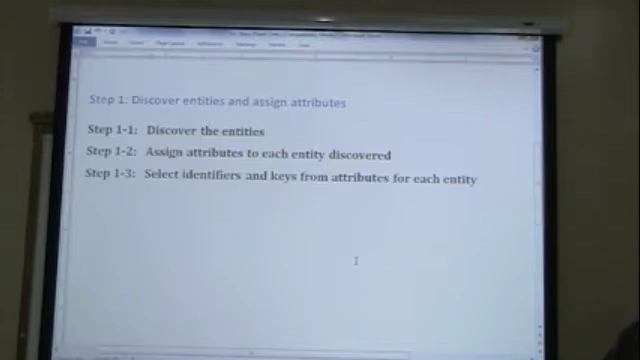 Step 1: Discover entities and assign attributes
Step 1-1: Discover the entities
Step 1-2: Assign attributes to each entity discovered
Step 1-3: Select identifiers and keys from attributes for each entity